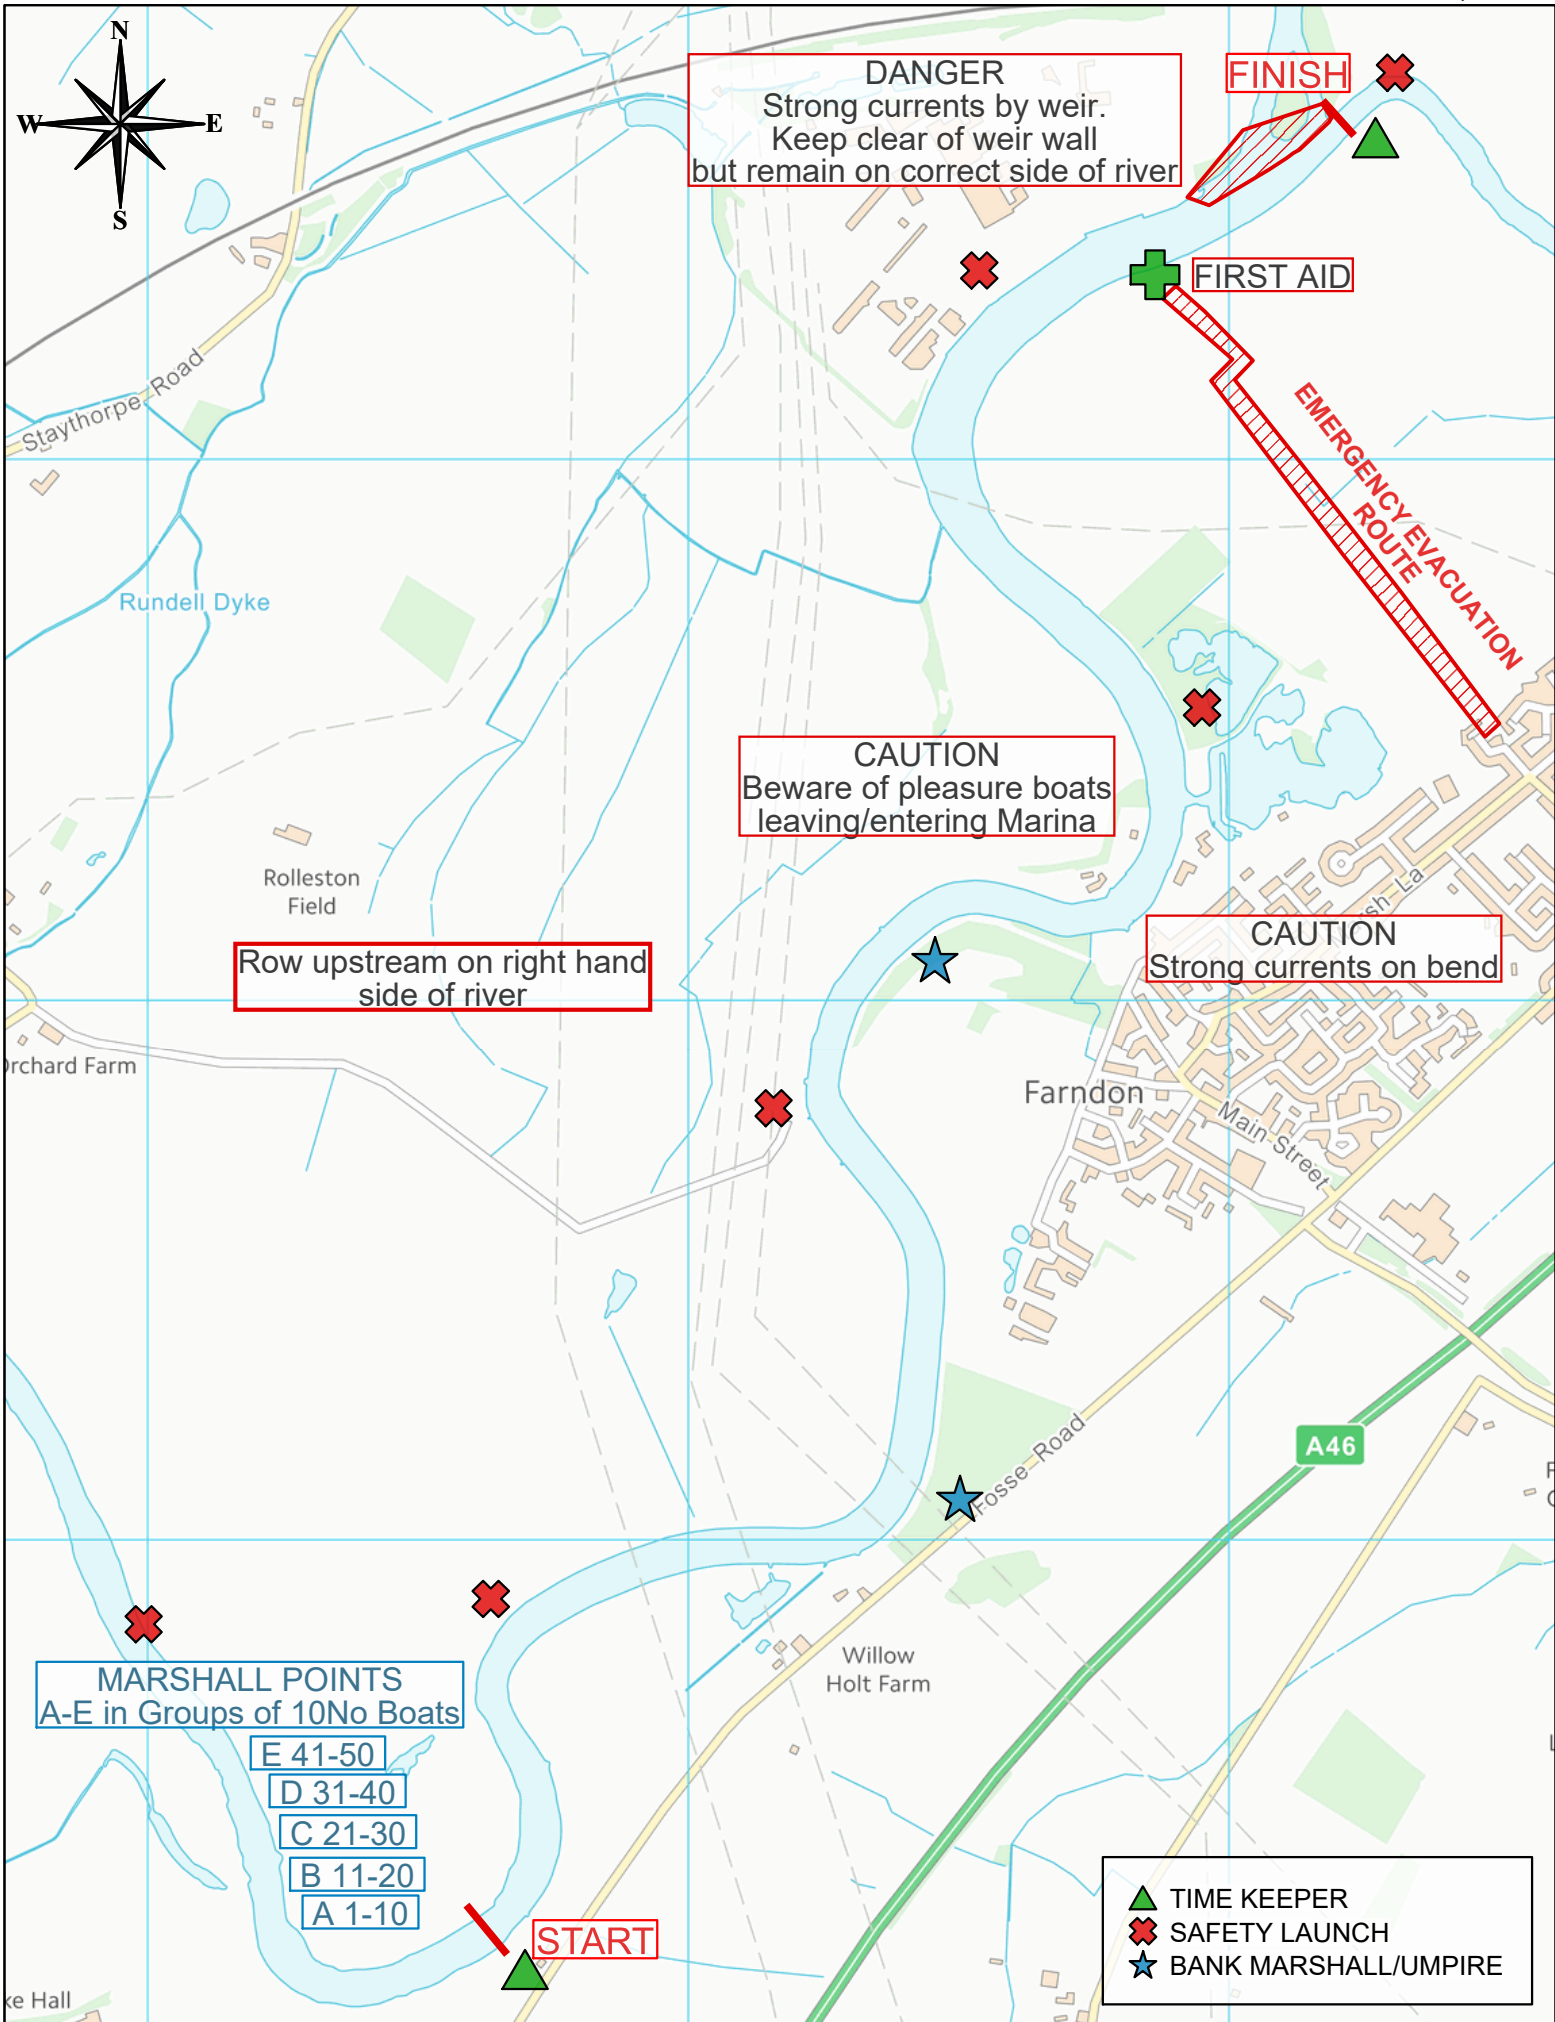 N
W
E
S
DANGER
Strong currents by weir.
Keep clear of weir wall
but remain on correct side of river
FINISH
FIRST AID
Staythorpe Road
EMERGENCY EVACUATION
ROUTE
Rundell Dyke
CAUTION
Beware of pleasure boats
leaving/entering Marina
Rolleston
Field
sh La
CAUTION
Strong currents on bend
Row upstream on right hand
side of river
rchard Farm
Farndon
Main Street
A46
Fosse Road
Willow
Holt Farm
MARSHALL POINTS
A-E in Groups of 10No Boats
E 41-50
D 31-40
C 21-30
B 11-20
A 1-10
START
ke Hall
TIME KEEPER
SAFETY LAUNCH
BANK MARSHALL/UMPIRE